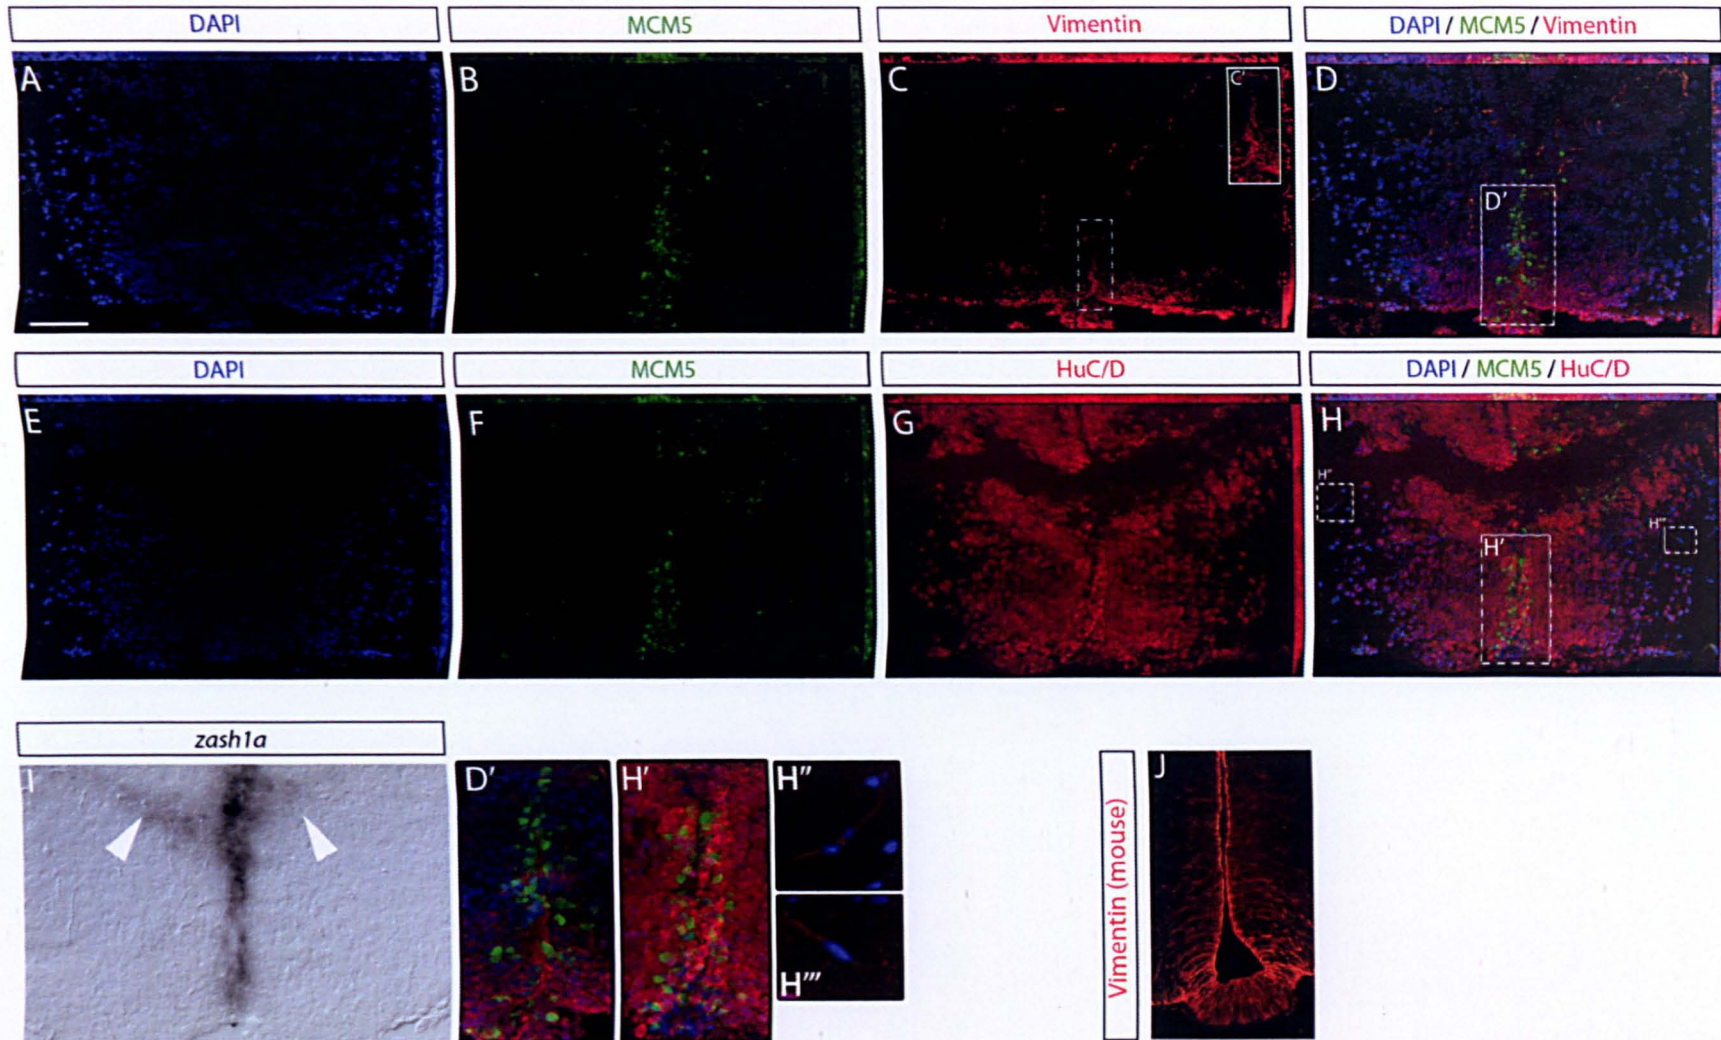 DAPI
MCM5
Vimentin
DAPI / MCM5 / Vimentin
A
B
C
C'
D
D'
DAPI
MCM5
HuC/D
DAPI / MCM5 / HuC/D
E
F
G
H
H"
H"'
H'
zash1a
I
D'
H'
H"
H"'
Vimentin (mouse)
J